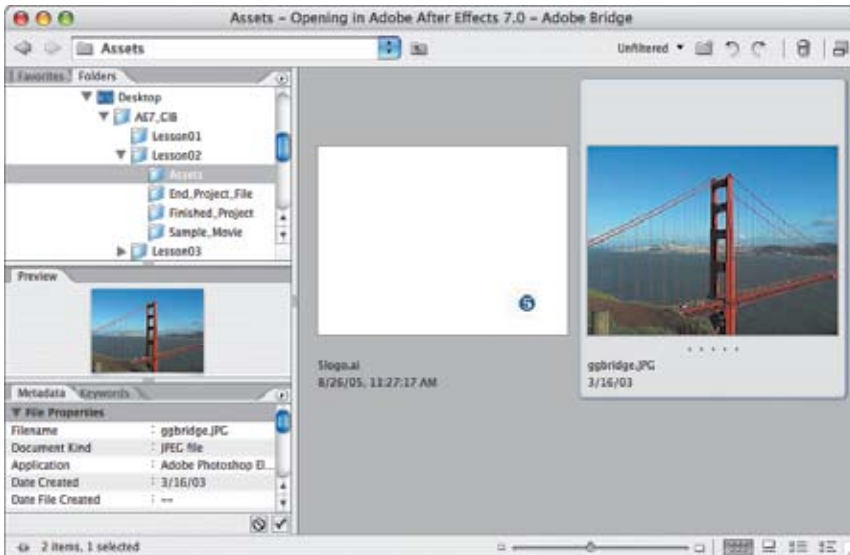 Assets – Opening in Adobe After Effects 7.0 – Adobe Bridge
Assets
Unfiltered
Favorites Folders
Desktop
AE7_CIB
Lesson01
Lesson02
Assets
End_Project_File
Finished_Project
Sample_Movie
Lesson03
Preview
Metadata Keywords
File Properties
Filename : ggbridge.JPG
Document Kind : JPEG file
Application : Adobe Photoshop El...
Date Created : 3/16/03
Date File Created : --
5
5logo.ai
8/26/05, 11:27:17 AM
ggbridge.JPG
3/16/03
2 items, 1 selected